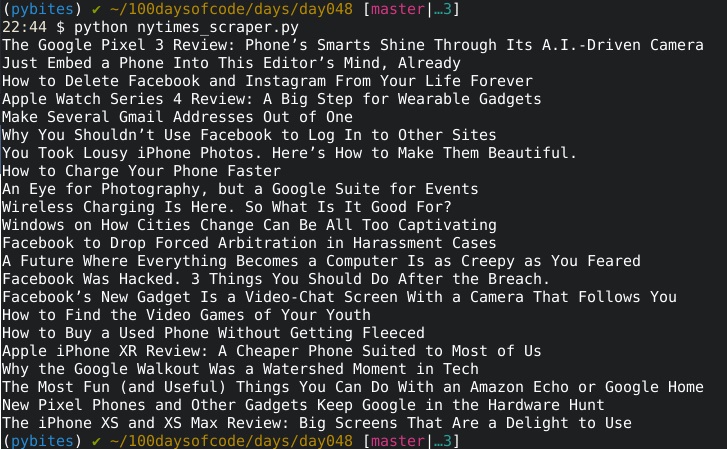 (pybites) ✔ ~/100daysofcode/days/day048 [master|…3]
22:44 $ python nytimes_scraper.py
The Google Pixel 3 Review: Phone’s Smarts Shine Through Its A.I.-Driven Camera
Just Embed a Phone Into This Editor’s Mind, Already
How to Delete Facebook and Instagram From Your Life Forever
Apple Watch Series 4 Review: A Big Step for Wearable Gadgets
Make Several Gmail Addresses Out of One
Why You Shouldn’t Use Facebook to Log In to Other Sites
You Took Lousy iPhone Photos. Here’s How to Make Them Beautiful.
How to Charge Your Phone Faster
An Eye for Photography, but a Google Suite for Events
Wireless Charging Is Here. So What Is It Good For?
Windows on How Cities Change Can Be All Too Captivating
Facebook to Drop Forced Arbitration in Harassment Cases
A Future Where Everything Becomes a Computer Is as Creepy as You Feared
Facebook Was Hacked. 3 Things You Should Do After the Breach.
Facebook’s New Gadget Is a Video-Chat Screen With a Camera That Follows You
How to Find the Video Games of Your Youth
How to Buy a Used Phone Without Getting Fleeced
Apple iPhone XR Review: A Cheaper Phone Suited to Most of Us
Why the Google Walkout Was a Watershed Moment in Tech
The Most Fun (and Useful) Things You Can Do With an Amazon Echo or Google Home
New Pixel Phones and Other Gadgets Keep Google in the Hardware Hunt
The iPhone XS and XS Max Review: Big Screens That Are a Delight to Use
(pybites) ✔ ~/100daysofcode/days/day048 [master|…3]